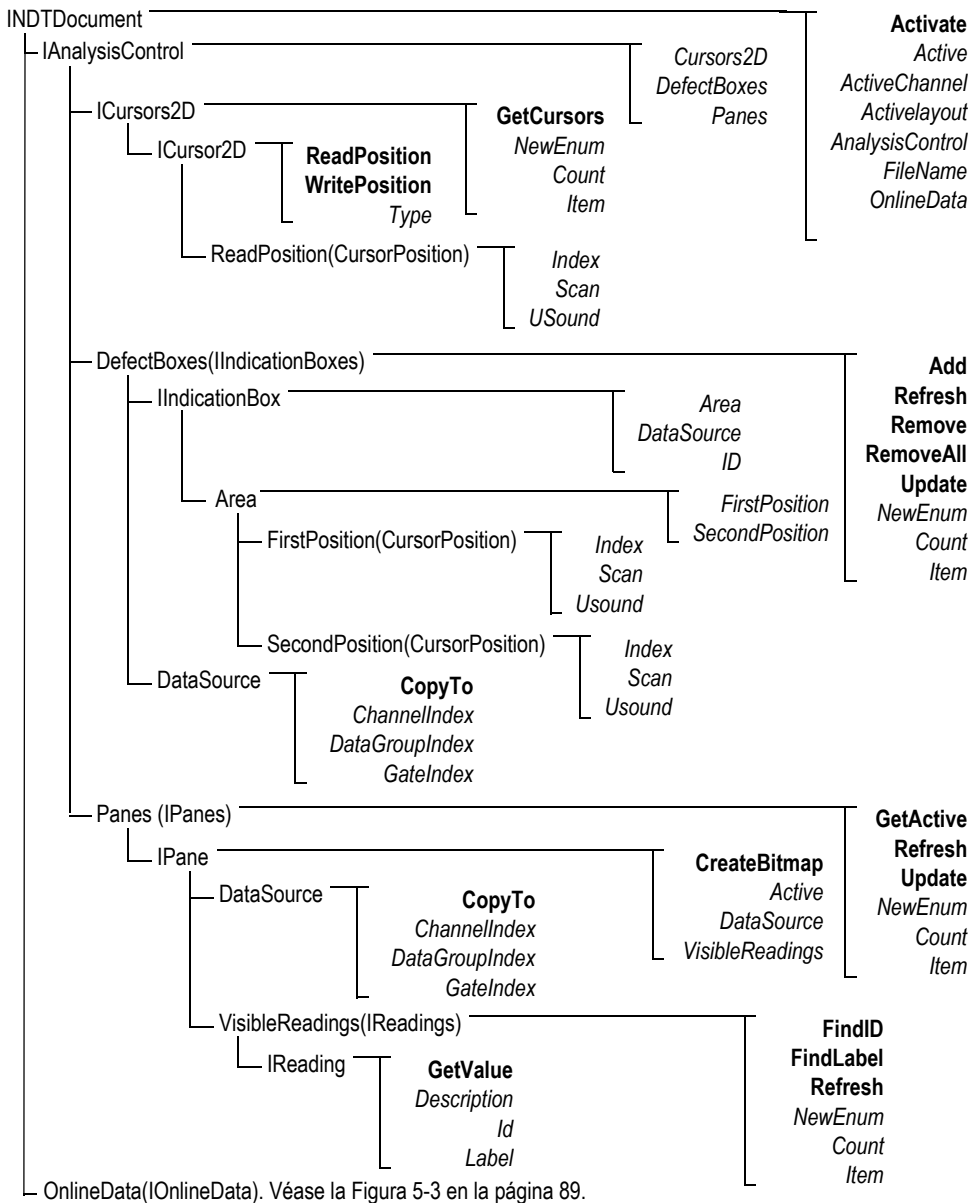 INDTDocument
Activate
Active
ActiveChannel
Activelayout
AnalysisControl
FileName
OnlineData
IAnalysisControl
Cursors2D
DefectBoxes
Panes
ICursors2D
GetCursors
NewEnum
Count
Item
ICursor2D
ReadPosition
WritePosition
Type
ReadPosition(CursorPosition)
Index
Scan
USound
DefectBoxes(IIndicationBoxes)
Add
Refresh
Remove
RemoveAll
Update
NewEnum
Count
Item
IIndicationBox
Area
DataSource
ID
Area
FirstPosition
SecondPosition
FirstPosition(CursorPosition)
Index
Scan
Usound
SecondPosition(CursorPosition)
Index
Scan
Usound
DataSource
CopyTo
ChannelIndex
DataGroupIndex
GateIndex
Panes (IPanes)
GetActive
Refresh
Update
NewEnum
Count
Item
IPane
CreateBitmap
Active
DataSource
VisibleReadings
DataSource
CopyTo
ChannelIndex
DataGroupIndex
GateIndex
VisibleReadings(IReadings)
FindID
FindLabel
Refresh
NewEnum
Count
Item
IReading
GetValue
Description
Id
Label
OnlineData(IOnlineData). Véase la Figura 5-3 en la página 89.